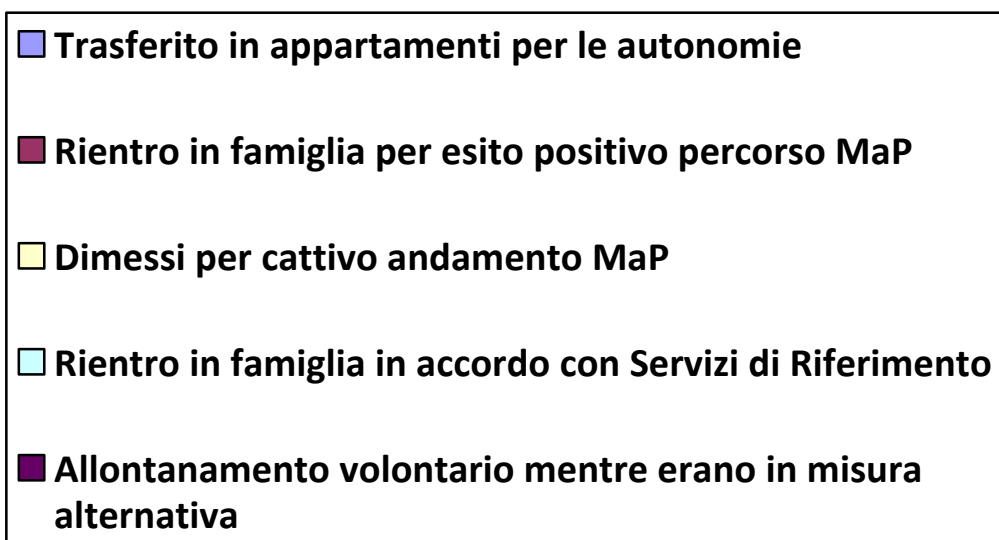 Trasferito in appartamenti per le autonomie
Rientro in famiglia per esito positivo percorso MaP
Dimessi per cattivo andamento MaP
Rientro in famiglia in accordo con Servizi di Riferimento
Allontanamento volontario mentre erano in misura
alternativa